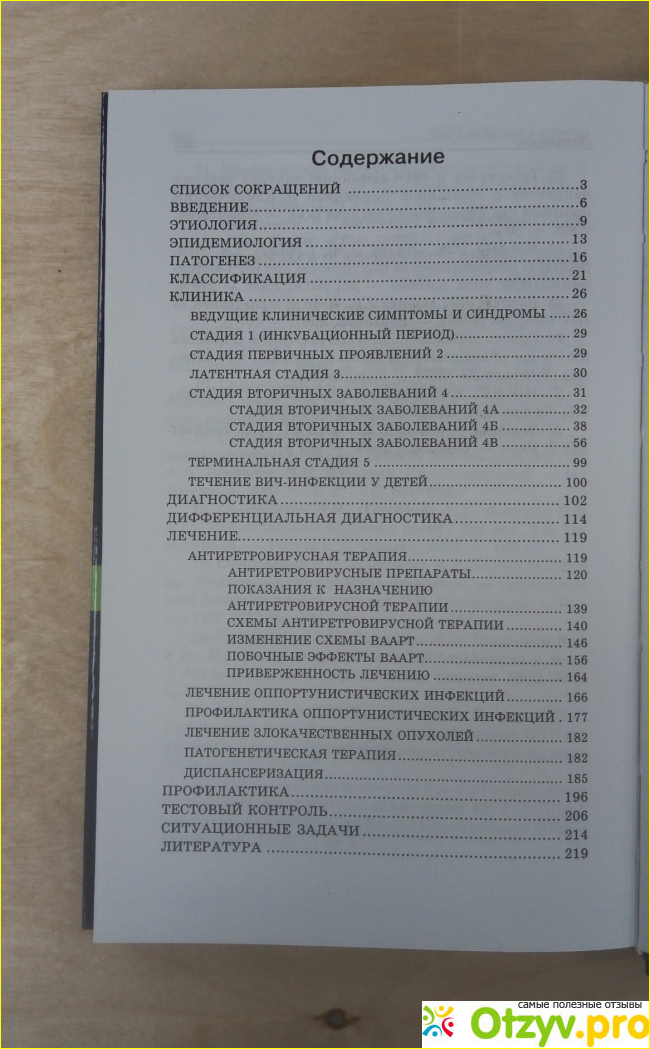 Содержание
СПИСОК СОКРАЩЕНИЙ ..........3
ВВЕДЕНИЕ..........6
ЭТИОЛОГИЯ..........9
ЭПИДЕМИОЛОГИЯ..........13
ПАТОГЕНЕЗ..........16
КЛАССИФИКАЦИЯ..........21
КЛИНИКА..........26
ВЕДУЩИЕ КЛИНИЧЕСКИЕ СИМПТОМЫ И СИНДРОМЫ ..... 26
СТАДИЯ 1 (ИНКУБАЦИОННЫЙ ПЕРИОД).......... 29
СТАДИЯ ПЕРВИЧНЫХ ПРОЯВЛЕНИЙ 2 .......... 29
ЛАТЕНТНАЯ СТАДИЯ 3.......... 30
СТАДИЯ ВТОРИЧНЫХ ЗАБОЛЕВАНИЙ 4 .......... 31
СТАДИЯ ВТОРИЧНЫХ ЗАБОЛЕВАНИЙ 4А .......... 32
СТАДИЯ ВТОРИЧНЫХ ЗАБОЛЕВАНИЙ 4Б .......... 38
СТАДИЯ ВТОРИЧНЫХ ЗАБОЛЕВАНИЙ 4В .......... 56
ТЕРМИНАЛЬНАЯ СТАДИЯ 5 .......... 99
ТЕЧЕНИЕ ВИЧ-ИНФЕКЦИИ У ДЕТЕЙ.......... 100
ДИАГНОСТИКА .......... 102
ДИФФЕРЕНЦИАЛЬНАЯ ДИАГНОСТИКА.......... 114
ЛЕЧЕНИЕ.......... 119
АНТИРЕТРОВИРУСНАЯ ТЕРАПИЯ.......... 119
АНТИРЕТРОВИРУСНЫЕ ПРЕПАРАТЫ.......... 120
ПОКАЗАНИЯ К НАЗНАЧЕНИЮ
АНТИРЕТРОВИРУСНОЙ ТЕРАПИИ.......... 139
СХЕМЫ АНТИРЕТРОВИРУСНОЙ ТЕРАПИИ .......... 140
ИЗМЕНЕНИЕ СХЕМЫ ВААРТ.......... 146
ПОБОЧНЫЕ ЭФФЕКТЫ ВААРТ.......... 156
ПРИВЕРЖЕННОСТЬ ЛЕЧЕНИЮ .......... 164
ЛЕЧЕНИЕ ОППОРТУНИСТИЧЕСКИХ ИНФЕКЦИЙ.......... 166
ПРОФИЛАКТИКА ОППОРТУНИСТИЧЕСКИХ ИНФЕКЦИЙ . 177
ЛЕЧЕНИЕ ЗЛОКАЧЕСТВЕННЫХ ОПУХОЛЕЙ .......... 182
ПАТОГЕНЕТИЧЕСКАЯ ТЕРАПИЯ.......... 182
ДИСПАНСЕРИЗАЦИЯ.......... 185
ПРОФИЛАКТИКА.......... 196
ТЕСТОВЫЙ КОНТРОЛЬ.......... 206
СИТУАЦИОННЫЕ ЗАДАЧИ .......... 214
ЛИТЕРАТУРА .......... 219
самые полезные отзывы
Otzyv.pro